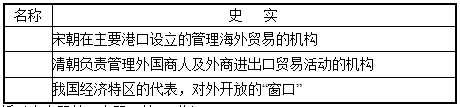 名称 史 实
宋朝在主要港口设立的管理海外贸易的机构
清朝负责管理外国商人及外商进出口贸易活动的机构
我国经济特区的代表，对外开放的“窗口”